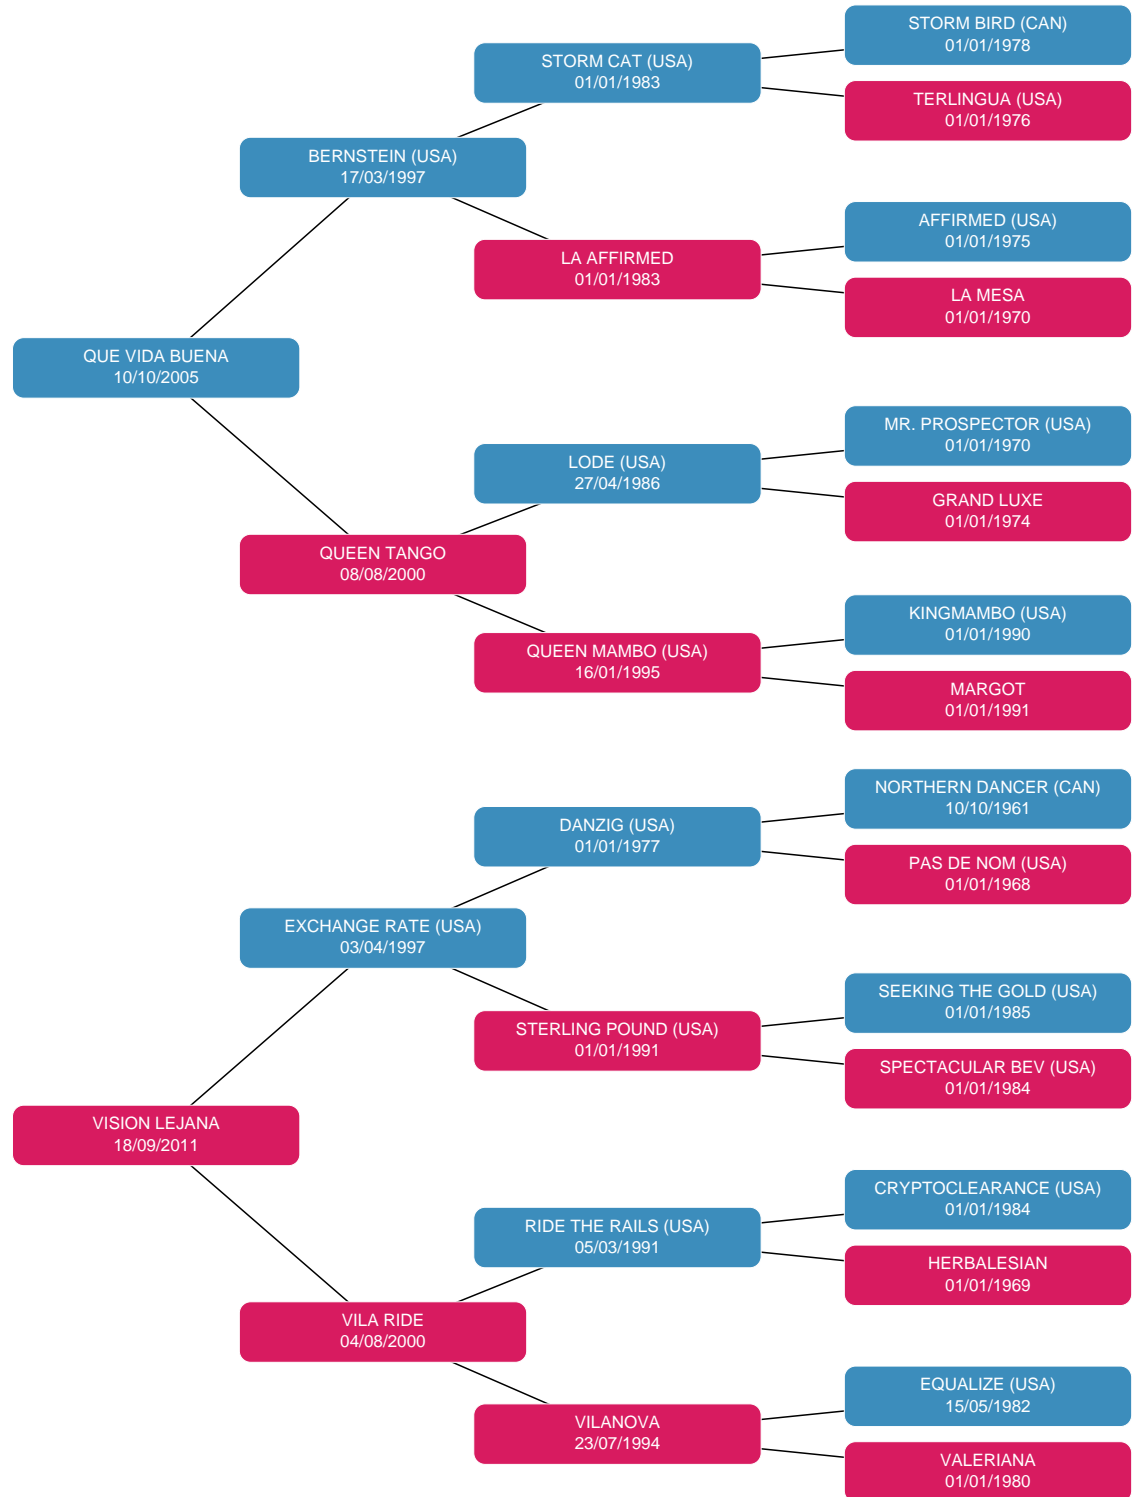 STORM BIRD (CAN)
01/01/1978
STORM CAT (USA)
01/01/1983
TERLINGUA (USA)
01/01/1976
BERNSTEIN (USA)
17/03/1997
AFFIRMED (USA)
01/01/1975
LA AFFIRMED
01/01/1983
LA MESA
01/01/1970
QUE VIDA BUENA
10/10/2005
MR. PROSPECTOR (USA)
01/01/1970
LODE (USA)
27/04/1986
GRAND LUXE
01/01/1974
QUEEN TANGO
08/08/2000
KINGMAMBO (USA)
01/01/1990
QUEEN MAMBO (USA)
16/01/1995
MARGOT
01/01/1991
NORTHERN DANCER (CAN)
10/10/1961
DANZIG (USA)
01/01/1977
PAS DE NOM (USA)
01/01/1968
EXCHANGE RATE (USA)
03/04/1997
SEEKING THE GOLD (USA)
01/01/1985
STERLING POUND (USA)
01/01/1991
SPECTACULAR BEV (USA)
01/01/1984
VISION LEJANA
18/09/2011
CRYPTOCLEARANCE (USA)
01/01/1984
RIDE THE RAILS (USA)
05/03/1991
HERBALESIAN
01/01/1969
VILA RIDE
04/08/2000
EQUALIZE (USA)
15/05/1982
VILANOVA
23/07/1994
VALERIANA
01/01/1980